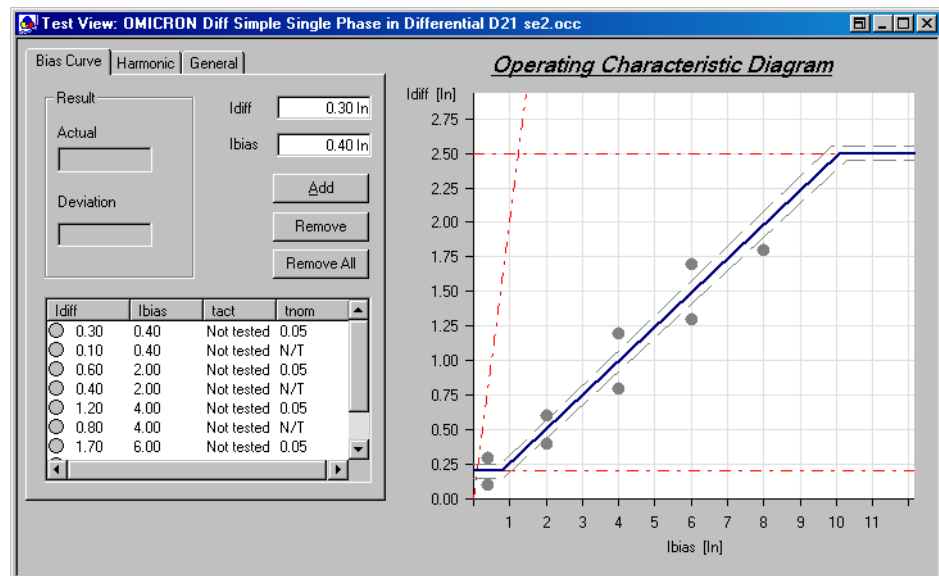 Test View: OMICRON Diff Simple Single Phase in Differential D21 se2.occ
Bias Curve Harmonic General
Result
Actual
Deviation
Idiff 0.30 In
Ibias 0.40 In
Add
Remove
Remove All
Idiff Ibias tact tnom
0.30 0.40 Not tested 0.05
0.10 0.40 Not tested N/T
0.60 2.00 Not tested 0.05
0.40 2.00 Not tested N/T
1.20 4.00 Not tested 0.05
0.80 4.00 Not tested N/T
1.70 6.00 Not tested 0.05
Operating Characteristic Diagram
Idiff [In]
2.75
2.50
2.25
2.00
1.75
1.50
1.25
1.00
0.75
0.50
0.25
0.00
1 2 3 4 5 6 7 8 9 10 11
Ibias [In]